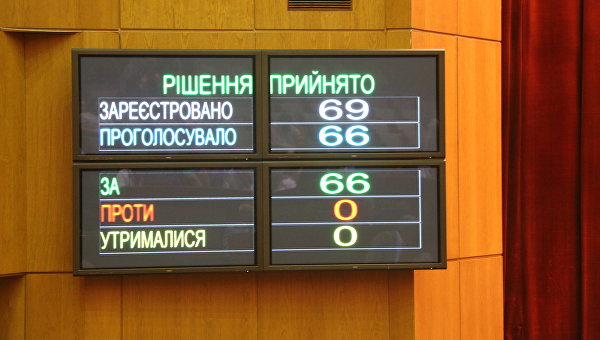 РІШЕННЯ ПРИЙНЯТО
ЗАРЕЄСТРОВАНО 69
ПРОГОЛОСУВАЛО 66
ЗА 66
ПРОТИ 0
УТРИМАЛИСЯ 0